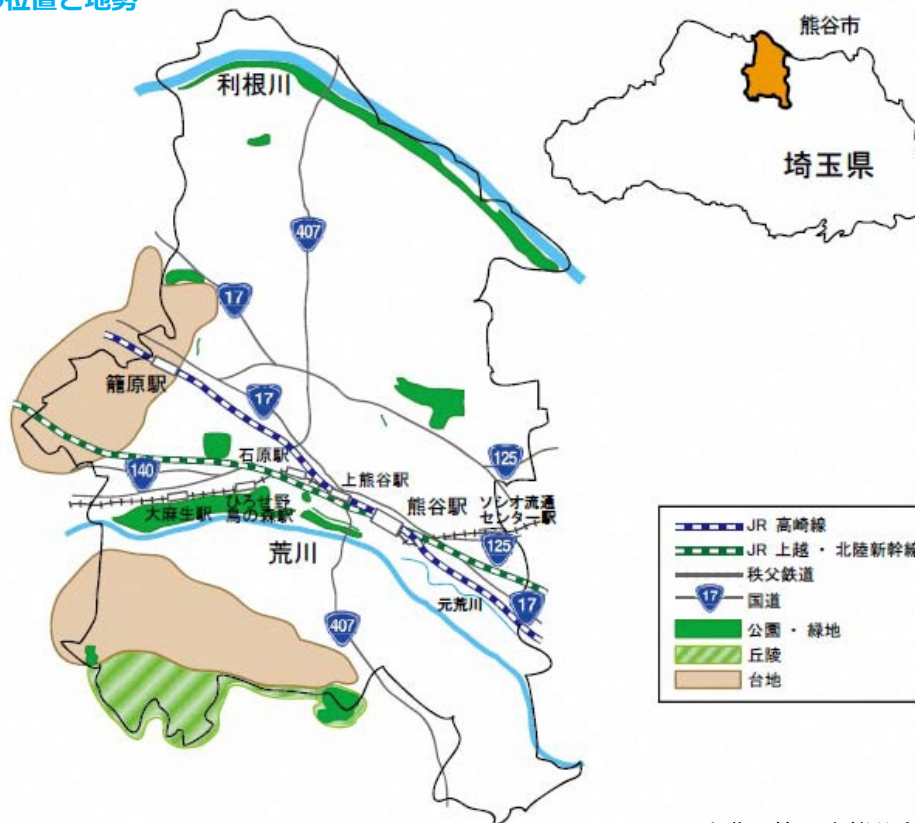 位置と地勢
熊谷市
埼玉県
利根川
407
17
籠原駅
17
石原駅
140
上熊谷駅
125
熊谷駅
ソシオ流通
センター駅
大麻生駅
ひろせ野
鳥の森駅
荒川
125
元荒川
17
407
JR 高崎線
JR 上越・北陸新幹線
秩父鉄道
17
国道
公園・緑地
丘陵
台地